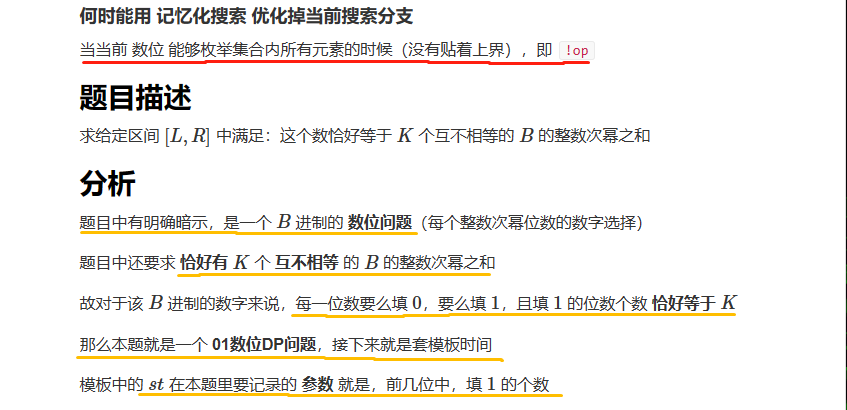 何时能用 记忆化搜索 优化掉当前搜索分支
当当前 数位 能够枚举集合内所有元素的时候（没有贴着上界），即 !op
题目描述
求给定区间 [L, R] 中满足：这个数恰好等于 K 个互不相等的 B 的整数次幂之和
分析
题目中有明确暗示，是一个 B 进制的 数位问题（每个整数次幂位数的数字选择）
题目中还要求 恰好有 K 个 互不相等 的 B 的整数次幂之和
故对于该 B 进制的数字来说，每一位数要么填 0，要么填 1，且填 1 的位数个数 恰好等于 K
那么本题就是一个 01数位DP问题，接下来就是套模板时间
模板中的 st 在本题里要记录的 参数 就是，前几位中，填 1 的个数